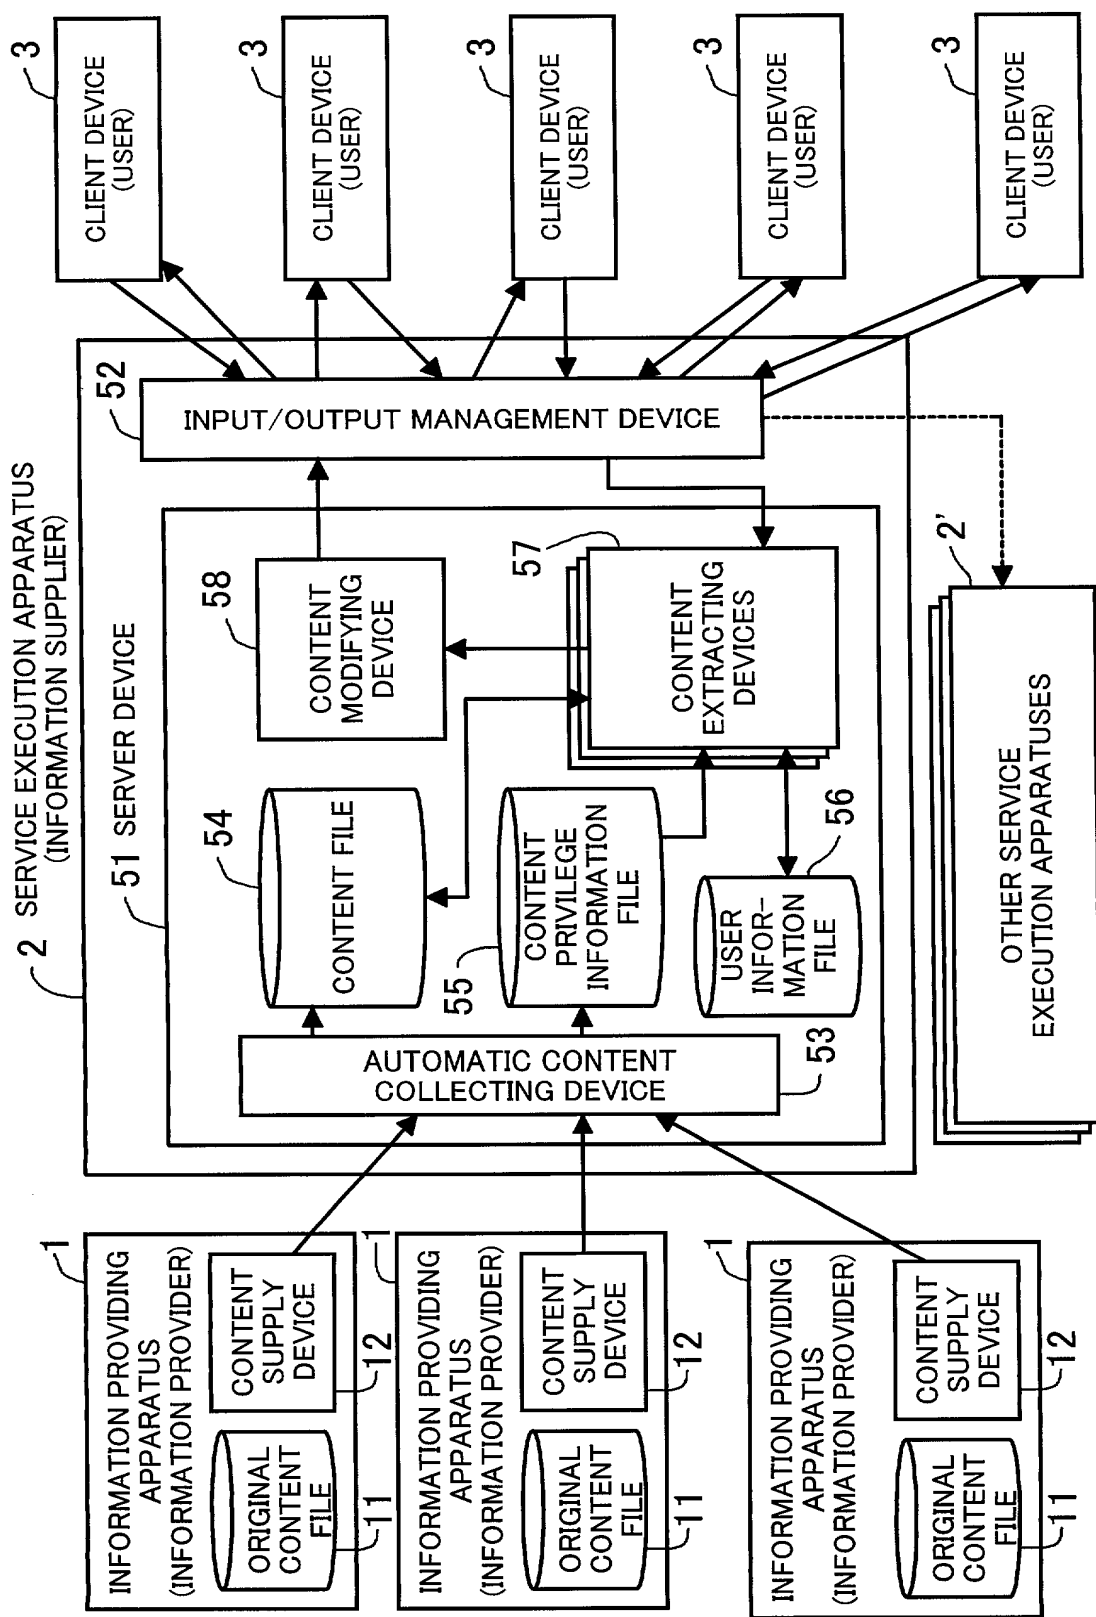 2 SERVICE EXECUTION APPARATUS
(INFORMATION SUPPLIER)
51 SERVER DEVICE
1
INFORMATION PROVIDING
APPARATUS
(INFORMATION PROVIDER)
ORIGINAL
CONTENT
FILE
11
CONTENT
SUPPLY
DEVICE
12
1
INFORMATION PROVIDING
APPARATUS
(INFORMATION PROVIDER)
ORIGINAL
CONTENT
FILE
11
CONTENT
SUPPLY
DEVICE
12
1
INFORMATION PROVIDING
APPARATUS
(INFORMATION PROVIDER)
ORIGINAL
CONTENT
FILE
11
CONTENT
SUPPLY
DEVICE
12
AUTOMATIC CONTENT
COLLECTING DEVICE
53
54
CONTENT FILE
55
CONTENT
PRIVILEGE
INFORMATION
FILE
USER
INFOR-
MATION
FILE
56
58
CONTENT
MODIFYING
DEVICE
57
CONTENT
EXTRACTING
DEVICES
52
INPUT/OUTPUT MANAGEMENT DEVICE
2'
OTHER SERVICE
EXECUTION APPARATUSES
3
CLIENT DEVICE
(USER)
3
CLIENT DEVICE
(USER)
3
CLIENT DEVICE
(USER)
3
CLIENT DEVICE
(USER)
3
CLIENT DEVICE
(USER)